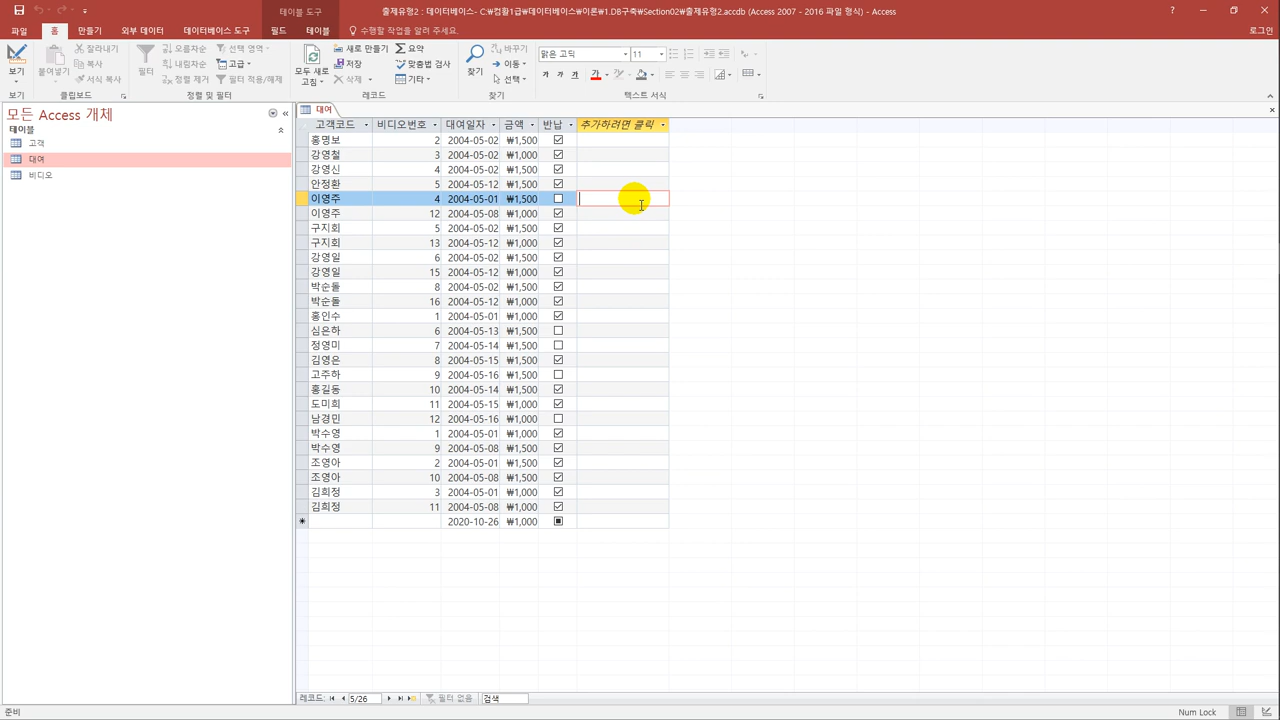 테이블 도구
출제유형2 : 데이터베이스- C:₩컴활1급₩데이터베이스₩이론₩1.DB구축₩Section02₩출제유형2.accdb (Access 2007 - 2016 파일 형식) - Access
파일 홈 만들기 외부 데이터 데이터베이스 도구 필드 테이블 수행할 작업을 알려 주세요. 로그인
잘라내기 오름차순 선택 영역 새로 만들기 요약 바꾸기 맑은 고딕 11
보기 붙여넣기 복사 필터 내림차순 고급 모두 새로 고침 저장 맞춤법 검사 찾기 이동 가 가 가 가
서식 복사 정렬 제거 필터 적용/해제 삭제 기타 선택
보기 클립보드 정렬 및 필터 레코드 찾기 텍스트 서식
모든 Access 개체
테이블
고객
대여
비디오
대여
고객코드 비디오번호 대여일자 금액 반납 추가하려면 클릭
홍명보 2 2004-05-02 ₩1,500
강영철 3 2004-05-02 ₩1,000
강영신 4 2004-05-02 ₩1,500
안정환 5 2004-05-12 ₩1,500
이영주 4 2004-05-01 ₩1,500
이영주 12 2004-05-08 ₩1,000
구지회 5 2004-05-02 ₩1,500
구지회 13 2004-05-12 ₩1,000
강영일 6 2004-05-02 ₩1,500
강영일 15 2004-05-12 ₩1,000
박순돌 8 2004-05-02 ₩1,500
박순돌 16 2004-05-12 ₩1,000
홍인수 1 2004-05-01 ₩1,000
심은하 6 2004-05-13 ₩1,500
정영미 7 2004-05-14 ₩1,500
김영은 8 2004-05-15 ₩1,500
고주하 9 2004-05-16 ₩1,500
홍길동 10 2004-05-14 ₩1,500
도미희 11 2004-05-15 ₩1,000
남경민 12 2004-05-16 ₩1,000
박수영 1 2004-05-01 ₩1,000
박수영 9 2004-05-08 ₩1,500
조영아 2 2004-05-01 ₩1,500
조영아 10 2004-05-08 ₩1,500
김희정 3 2004-05-01 ₩1,000
김희정 11 2004-05-08 ₩1,000
2020-10-26 ₩1,000
레코드: 5/26 필터 없음 검색
준비 Num Lock